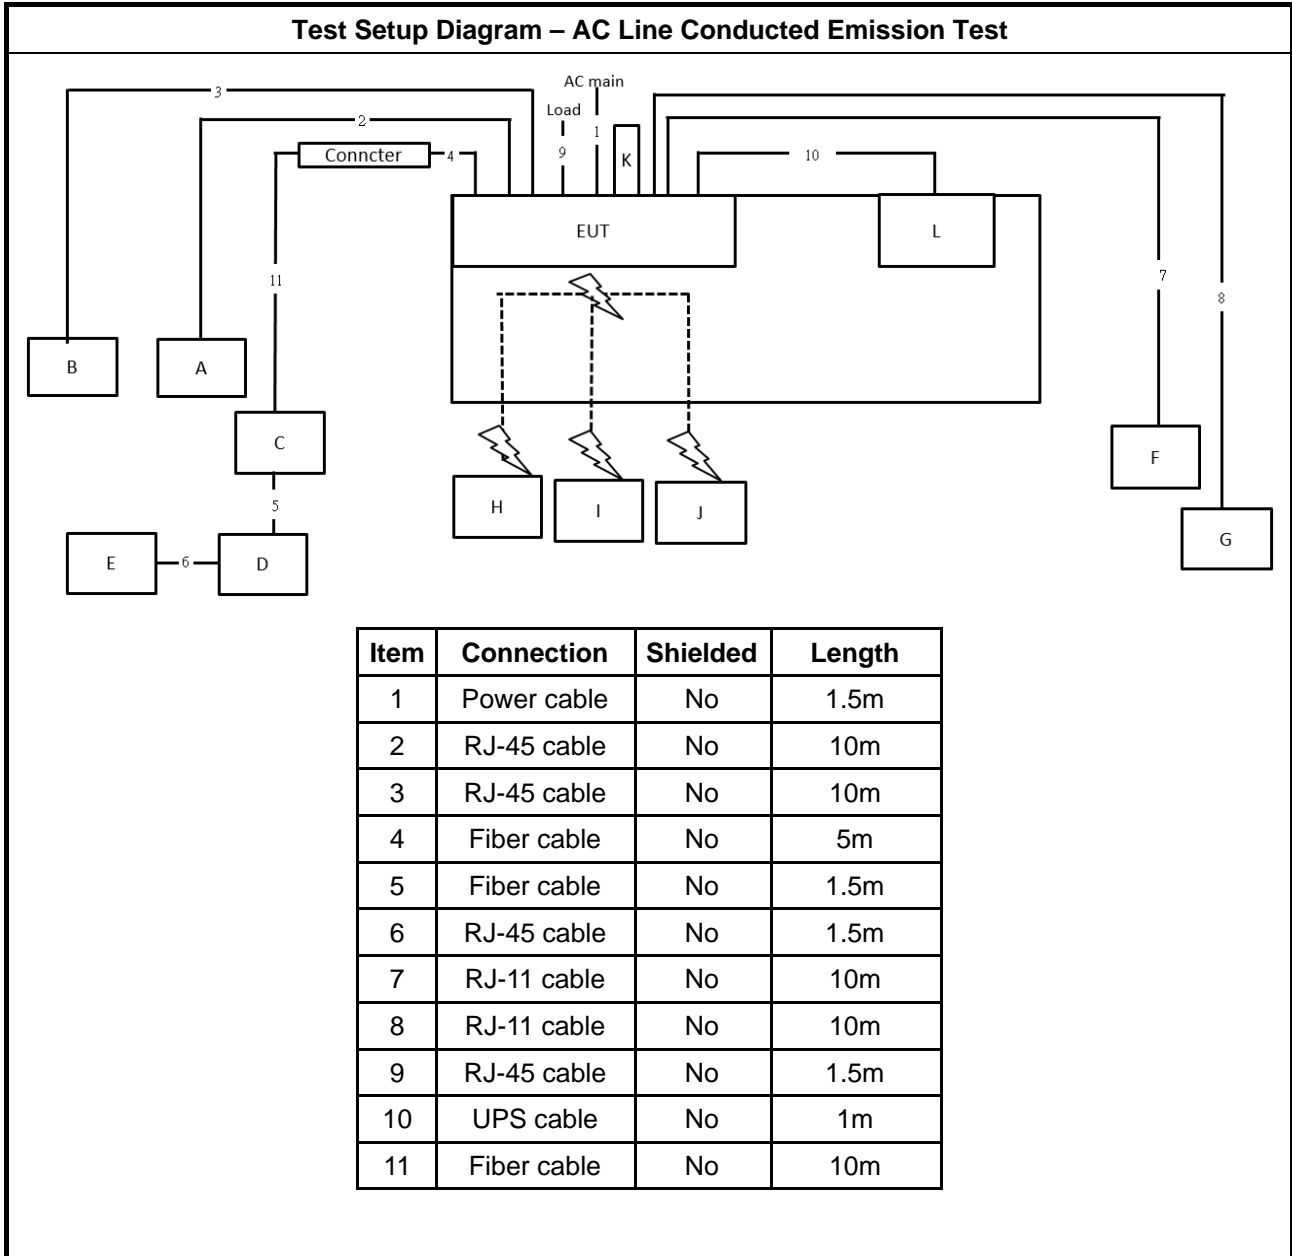 Test Setup Diagram – AC Line Conducted Emission Test
AC main
3
Load
2
1
9
K
Conncter
4
10
EUT
L
11
7
8
B
A
C
F
H
I
J
5
G
E
6
D
Item Connection Shielded Length
1 Power cable No 1.5m
2 RJ-45 cable No 10m
3 RJ-45 cable No 10m
4 Fiber cable No 5m
5 Fiber cable No 1.5m
6 RJ-45 cable No 1.5m
7 RJ-11 cable No 10m
8 RJ-11 cable No 10m
9 RJ-45 cable No 1.5m
10 UPS cable No 1m
11 Fiber cable No 10m